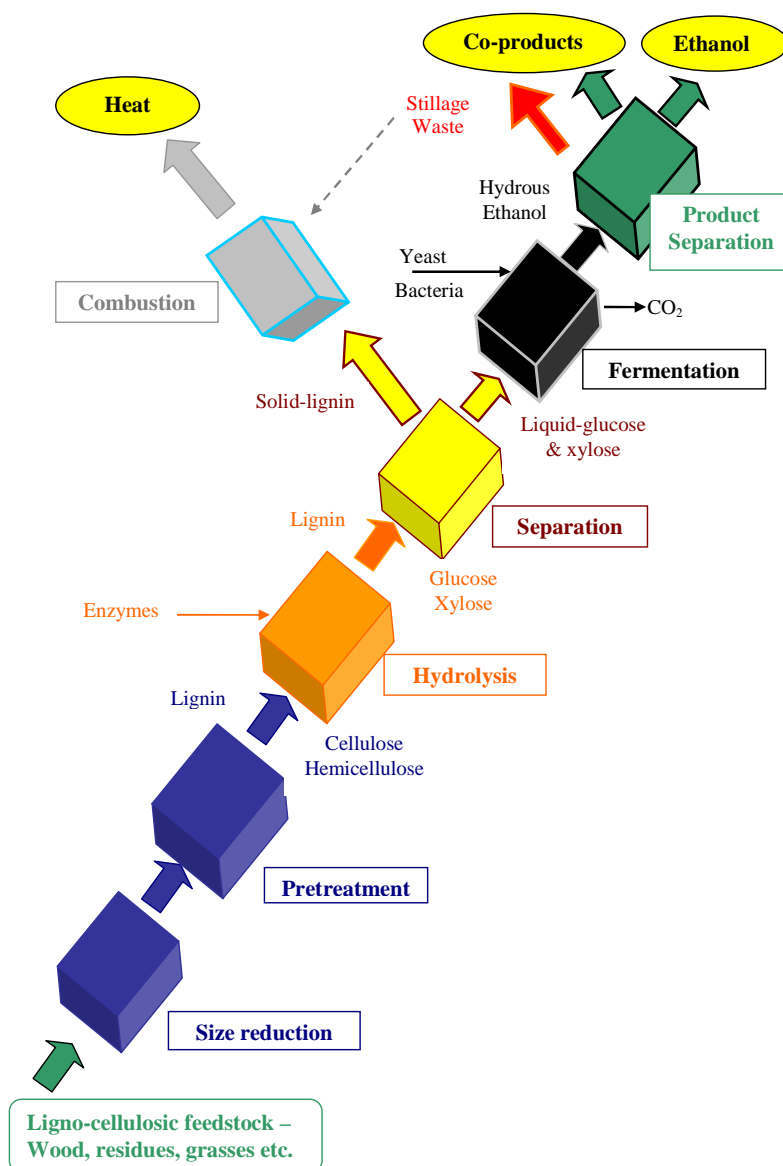 Co-products
Ethanol
Heat
Stillage
Waste
Hydrous
Ethanol
Product
Separation
Yeast
Bacteria
CO₂
Combustion
Fermentation
Solid-lignin
Liquid-glucose
& xylose
Lignin
Separation
Glucose
Xylose
Enzymes
Hydrolysis
Lignin
Cellulose
Hemicellulose
Pretreatment
Size reduction
Ligno-cellulosic feedstock –
Wood, residues, grasses etc.